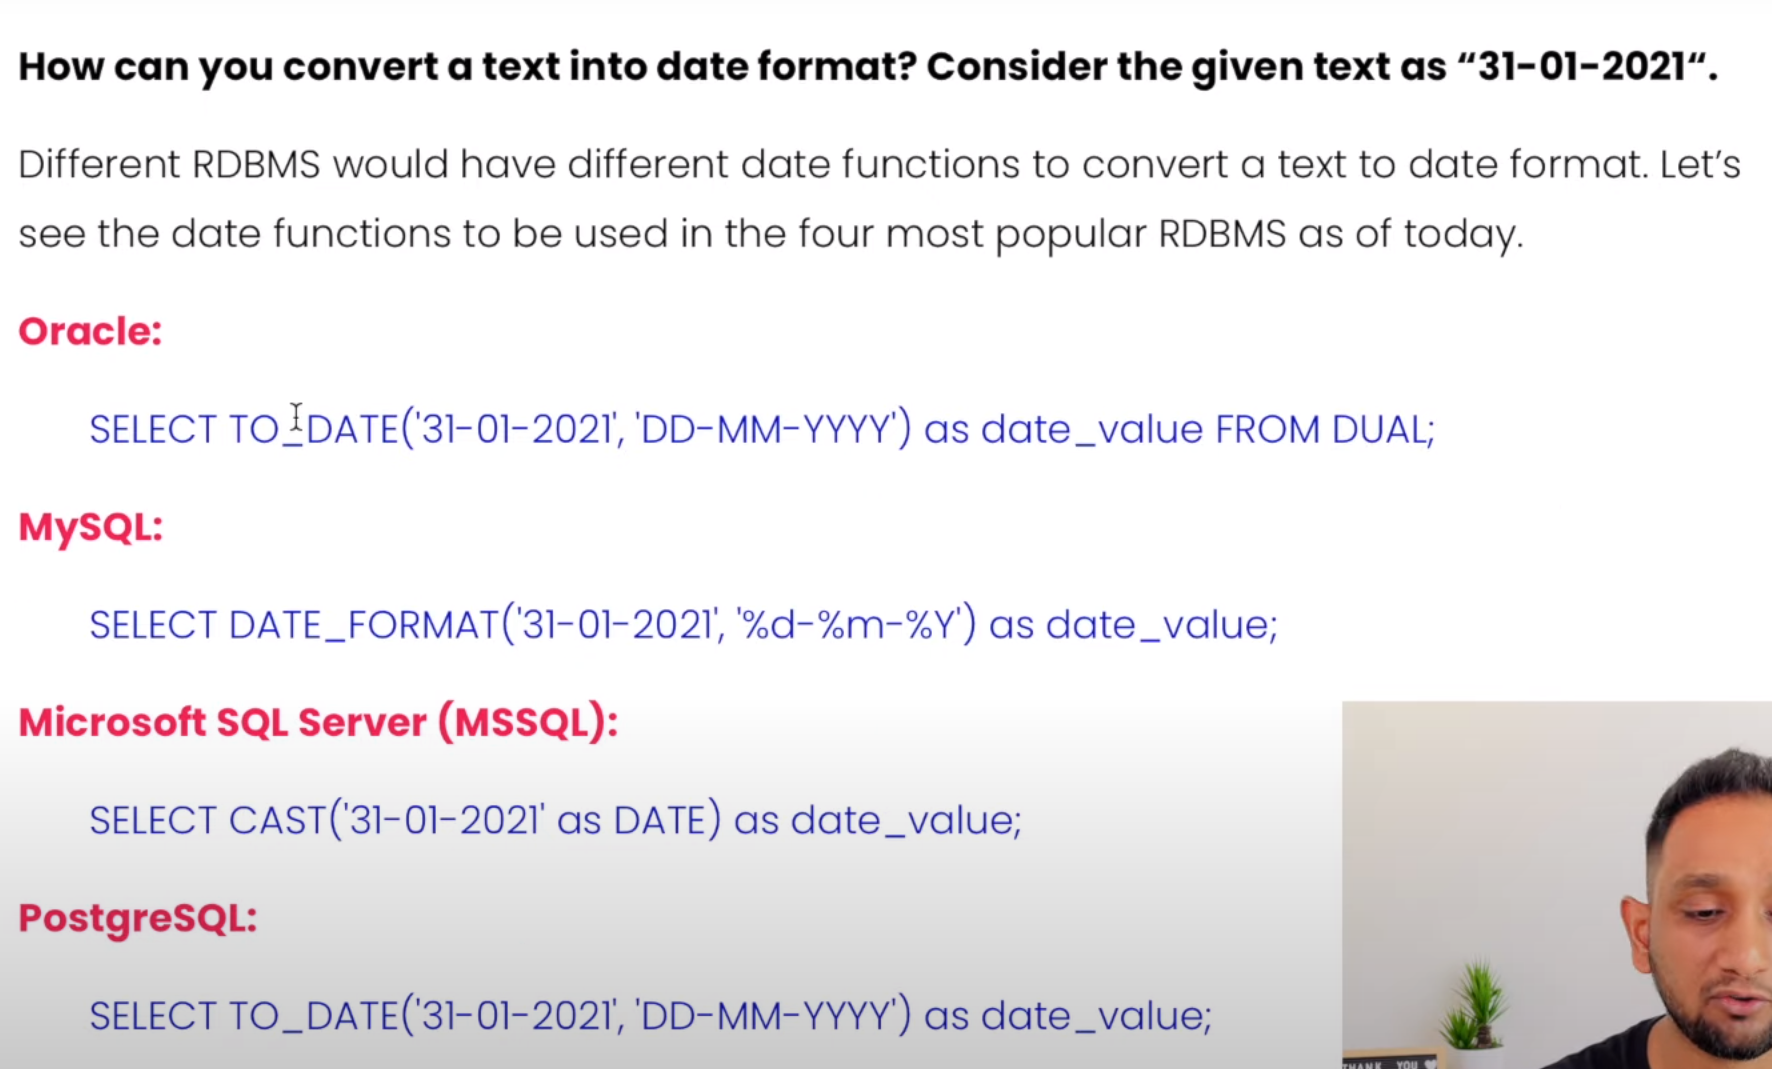 How can you convert a text into date format? Consider the given text as “31-01-2021“.
Different RDBMS would have different date functions to convert a text to date format. Let’s
see the date functions to be used in the four most popular RDBMS as of today.
Oracle:
SELECT TO_DATE('31-01-2021', 'DD-MM-YYYY') as date_value FROM DUAL;
MySQL:
SELECT DATE_FORMAT('31-01-2021', '%d-%m-%Y') as date_value;
Microsoft SQL Server (MSSQL):
SELECT CAST('31-01-2021' as DATE) as date_value;
PostgreSQL:
SELECT TO_DATE('31-01-2021', 'DD-MM-YYYY') as date_value;
THANK YOU